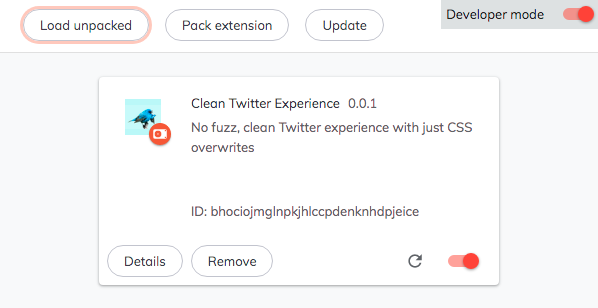 Load unpacked
Pack extension
Update
Developer mode
Clean Twitter Experience 0.0.1
No fuzz, clean Twitter experience with just CSS
overwrites
ID: bhociojmglnpkjhlccpdenknhdpjeice
Details
Remove